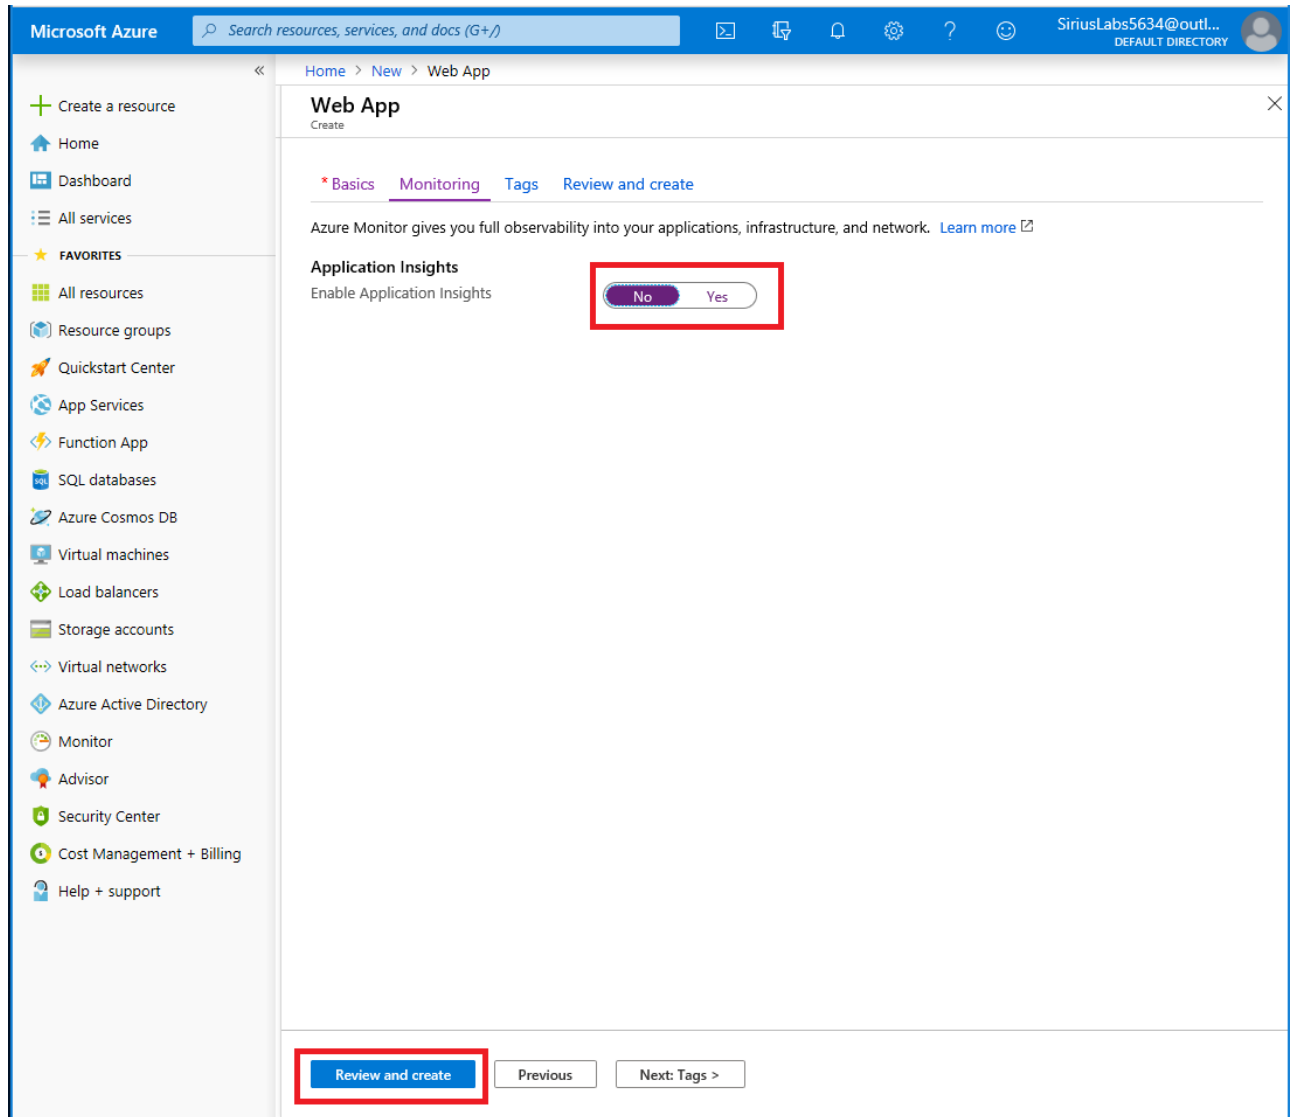 Microsoft Azure
Search resources, services, and docs (G+/)
SiriusLabs5634@outl...
DEFAULT DIRECTORY
Home > New > Web App
Web App
Create
Create a resource
Home
Dashboard
All services
FAVORITES
All resources
Resource groups
Quickstart Center
App Services
Function App
SQL databases
Azure Cosmos DB
Virtual machines
Load balancers
Storage accounts
Virtual networks
Azure Active Directory
Monitor
Advisor
Security Center
Cost Management + Billing
Help + support
* Basics Monitoring Tags Review and create
Azure Monitor gives you full observability into your applications, infrastructure, and network. Learn more
Application Insights
Enable Application Insights No Yes
Review and create Previous Next: Tags >